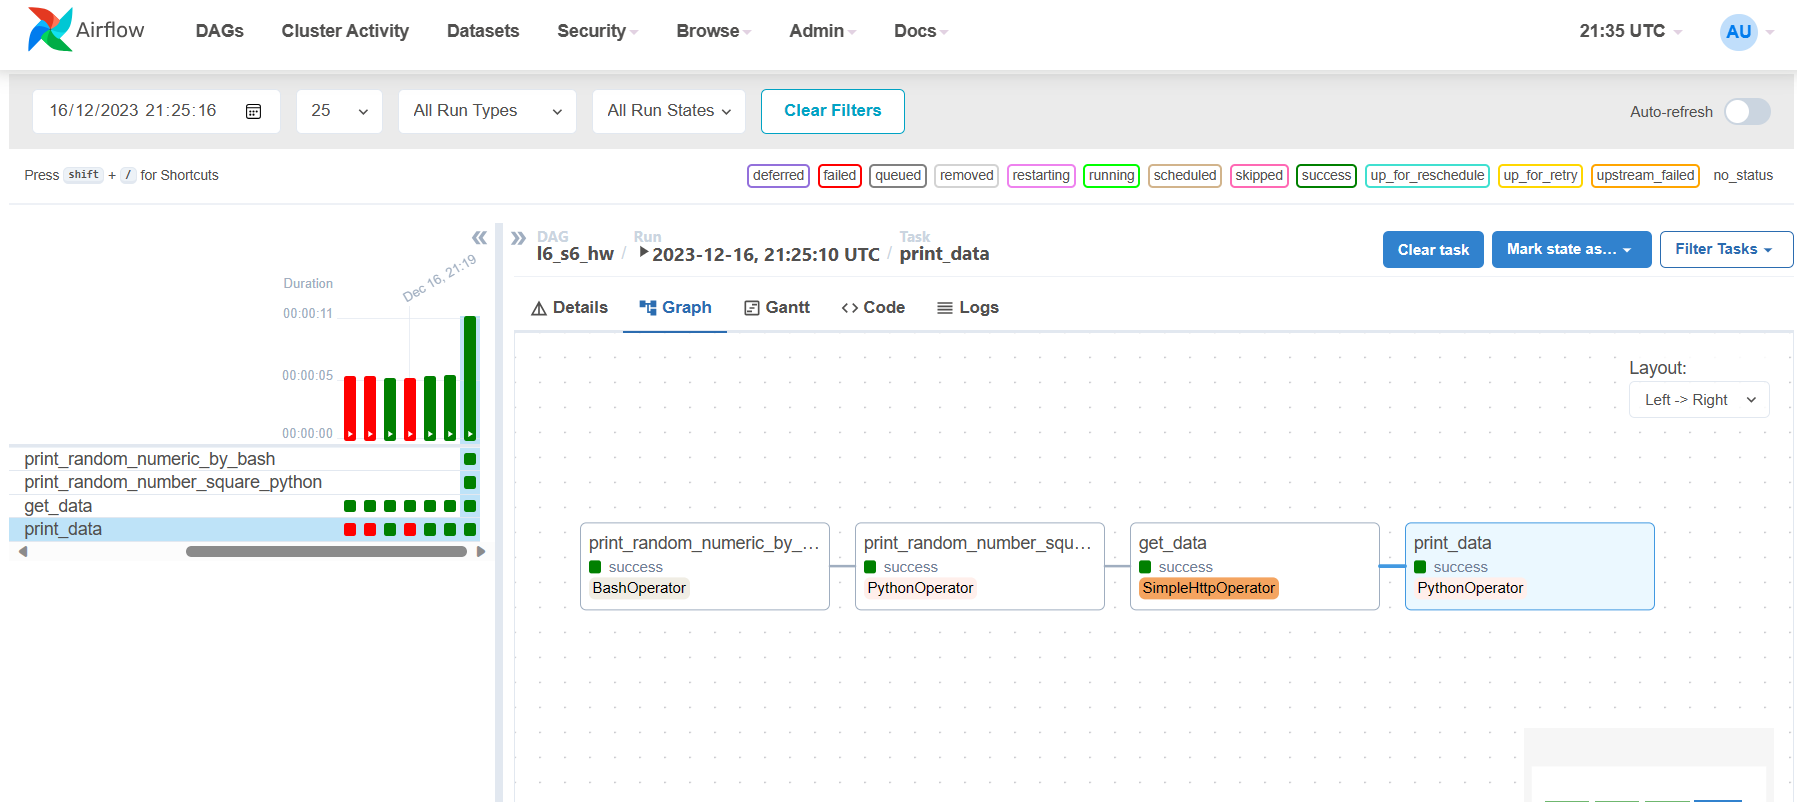 Airflow DAGs Cluster Activity Datasets Security Browse Admin Docs 21:35 UTC AU
16/12/2023 21:25:16 25 All Run Types All Run States Clear Filters Auto-refresh
Press shift + / for Shortcuts deferred failed queued removed restarting running scheduled skipped success up_for_reschedule up_for_retry upstream_failed no_status
DAG Run Task
l6_s6_hw / 2023-12-16, 21:25:10 UTC / print_data Clear task Mark state as... Filter Tasks
Duration Dec 16, 21:19
00:00:11
00:00:05
00:00:00
Details Graph Gantt Code Logs
Layout:
Left -> Right
print_random_numeric_by_bash
print_random_number_square_python
get_data
print_data
print_random_numeric_by_... print_random_number_squ... get_data print_data
success success success success
BashOperator PythonOperator SimpleHttpOperator PythonOperator